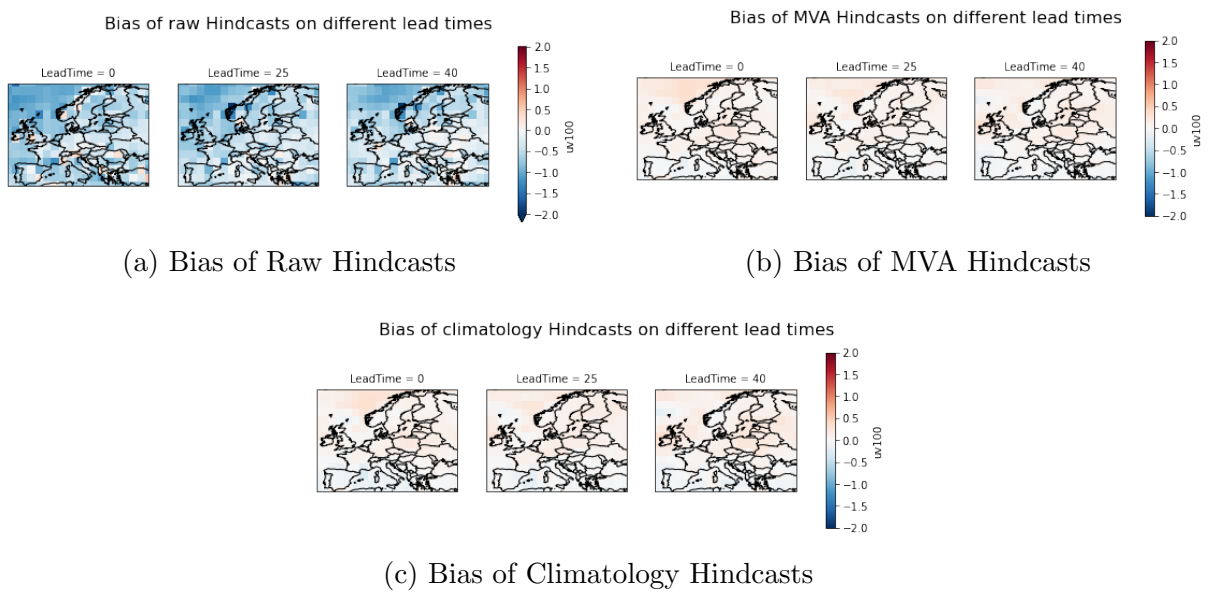 Bias of raw Hindcasts on different lead times
LeadTime = 0
LeadTime = 25
LeadTime = 40
2.0
1.5
1.0
0.5
0.0
−0.5
−1.0
−1.5
−2.0
uv100
(a) Bias of Raw Hindcasts
Bias of MVA Hindcasts on different lead times
LeadTime = 0
LeadTime = 25
LeadTime = 40
2.0
1.5
1.0
0.5
0.0
−0.5
−1.0
−1.5
−2.0
uv100
(b) Bias of MVA Hindcasts
Bias of climatology Hindcasts on different lead times
LeadTime = 0
LeadTime = 25
LeadTime = 40
2.0
1.5
1.0
0.5
0.0
−0.5
−1.0
−1.5
−2.0
uv100
(c) Bias of Climatology Hindcasts